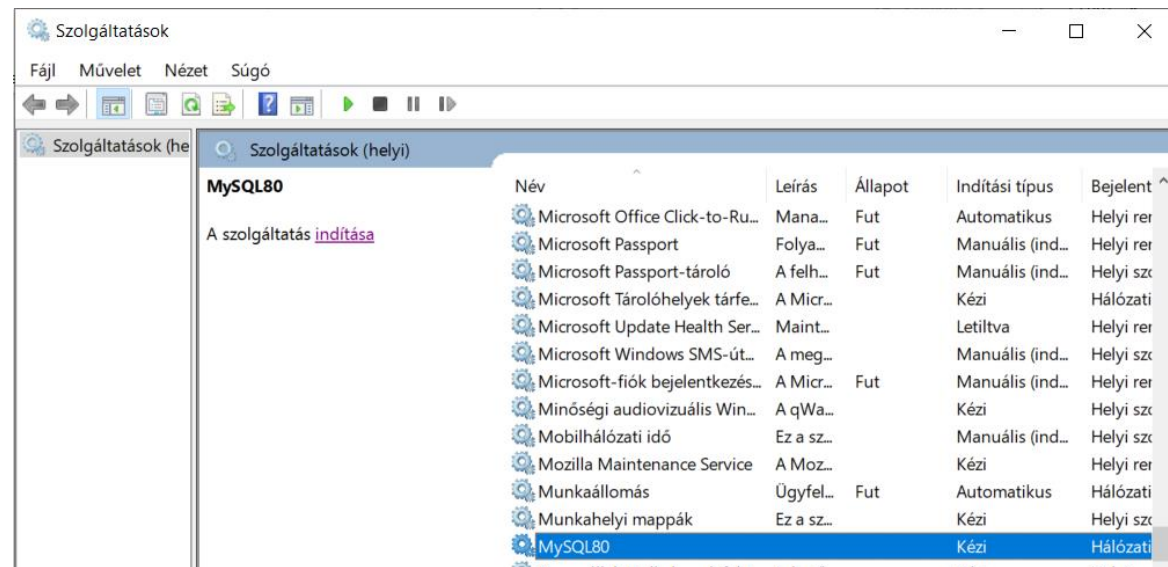 Szolgáltatások
Fájl Művelet Nézet Súgó
Szolgáltatások (he
Szolgáltatások (helyi)
MySQL80
A szolgáltatás indítása
Név Leírás Állapot Indítási típus Bejelent
Microsoft Office Click-to-Ru... Mana... Fut Automatikus Helyi rer
Microsoft Passport Folya... Fut Manuális (ind... Helyi rer
Microsoft Passport-tároló A felh... Fut Manuális (ind... Helyi szo
Microsoft Tárolóhelyek tárfe... A Micr... Kézi Hálózati
Microsoft Update Health Ser... Maint... Letiltva Helyi rer
Microsoft Windows SMS-út... A meg... Manuális (ind... Helyi szo
Microsoft-fiók bejelentkezés... A Micr... Fut Manuális (ind... Helyi rer
Minőségi audiovizuális Win... A qWa... Kézi Helyi szo
Mobilhálózati idő Ez a sz... Manuális (ind... Helyi szo
Mozilla Maintenance Service A Moz... Kézi Helyi rer
Munkaállomás Ügyfel... Fut Automatikus Hálózati
Munkahelyi mappák Ez a sz... Kézi Helyi szo
MySQL80 Kézi Hálózati